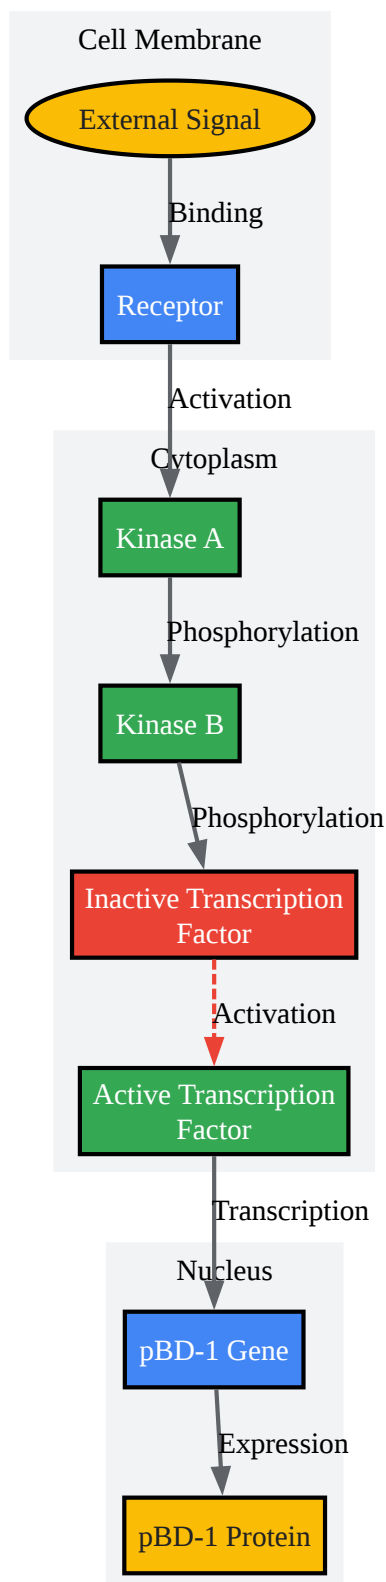 Cell Membrane
External Signal
Binding
Receptor
Activation
Cytoplasm
Kinase A
Phosphorylation
Kinase B
Phosphorylation
Inactive Transcription
Factor
Activation
Active Transcription
Factor
Transcription
Nucleus
pBD-1 Gene
Expression
pBD-1 Protein